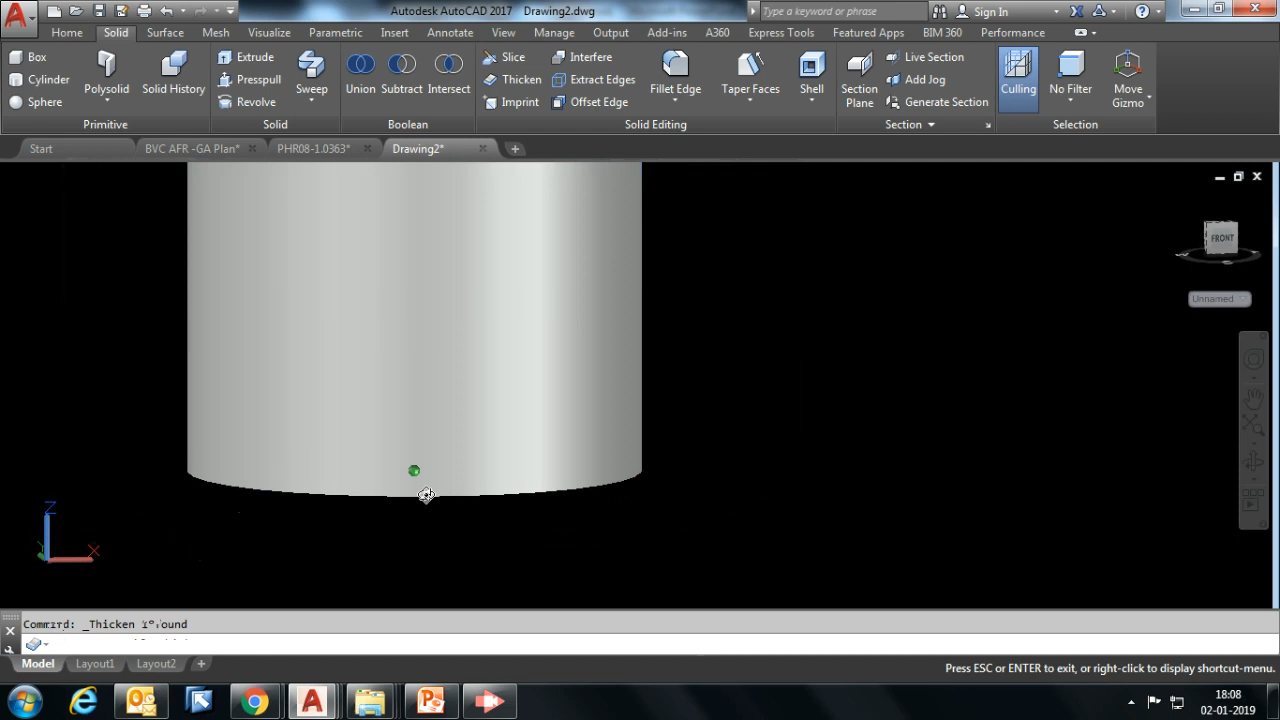 Autodesk AutoCAD 2017 Drawing2.dwg
Type a keyword or phrase
Sign In
Home Solid Surface Mesh Visualize Parametric Insert Annotate View Manage Output Add-ins A360 Express Tools Featured Apps BIM 360 Performance
Box
Cylinder
Sphere
Polysolid
Solid History
Primitive
Extrude
Presspull
Revolve
Sweep
Solid
Union
Subtract
Intersect
Boolean
Slice
Thicken
Imprint
Interfere
Extract Edges
Offset Edge
Fillet Edge
Taper Faces
Shell
Solid Editing
Section
Plane
Live Section
Add Jog
Generate Section
Section
Culling
No Filter
Move
Gizmo
Selection
Start
BVC AFR -GA Plan*
PHR08-1.0363*
Drawing2*
FRONT
Unnamed
Z
X
Command: _Thicken
Model Layout1 Layout2
Press ESC or ENTER to exit, or right-click to display shortcut-menu.
18:08
02-01-2019